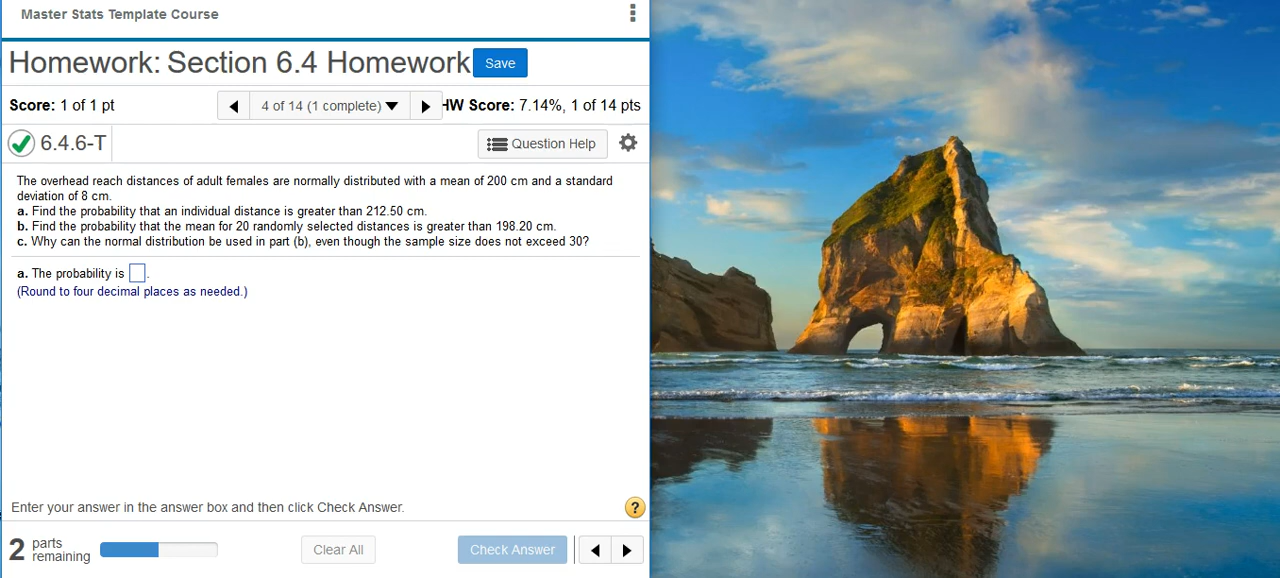 Master Stats Template Course
Homework: Section 6.4 Homework Save
Score: 1 of 1 pt 4 of 14 (1 complete) HW Score: 7.14%, 1 of 14 pts
6.4.6-T Question Help
The overhead reach distances of adult females are normally distributed with a mean of 200 cm and a standard
deviation of 8 cm.
a. Find the probability that an individual distance is greater than 212.50 cm.
b. Find the probability that the mean for 20 randomly selected distances is greater than 198.20 cm.
c. Why can the normal distribution be used in part (b), even though the sample size does not exceed 30?
a. The probability is .
(Round to four decimal places as needed.)
Enter your answer in the answer box and then click Check Answer.
?
2 parts
remaining
Clear All
Check Answer